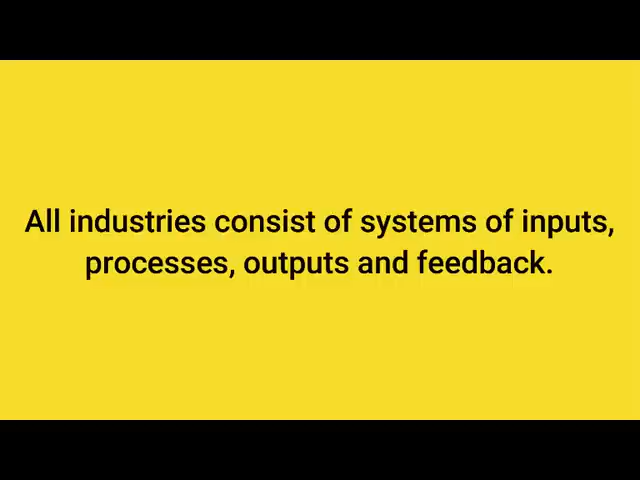 All industries consist of systems of inputs,
processes, outputs and feedback.